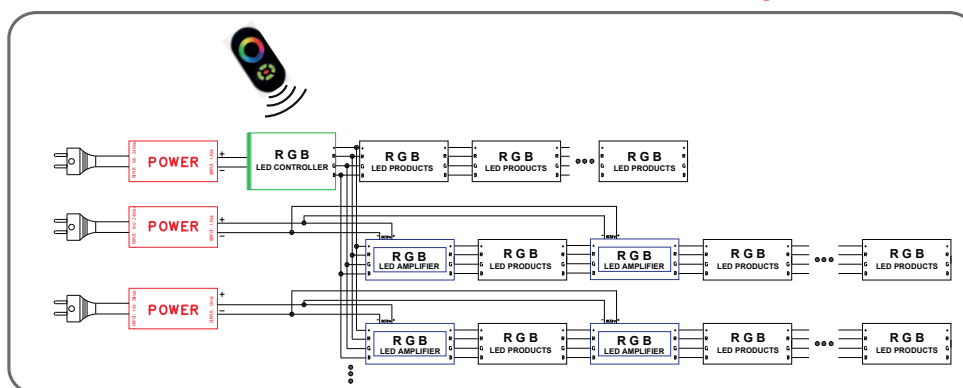 POWER
+
−
RGB
LED CONTROLLER
+
R
G
B
+
R
G
B
RGB
LED PRODUCTS
RGB
LED PRODUCTS
+
R
G
B
RGB
LED PRODUCTS
POWER
+
−
+
R
G
B
RGB
LED AMPLIFIER
+
R
G
B
RGB
LED PRODUCTS
+
R
G
B
RGB
LED AMPLIFIER
+
R
G
B
RGB
LED PRODUCTS
+
R
G
B
RGB
LED PRODUCTS
POWER
+
−
+
R
G
B
RGB
LED AMPLIFIER
+
R
G
B
RGB
LED PRODUCTS
+
R
G
B
RGB
LED AMPLIFIER
+
R
G
B
RGB
LED PRODUCTS
+
R
G
B
RGB
LED PRODUCTS